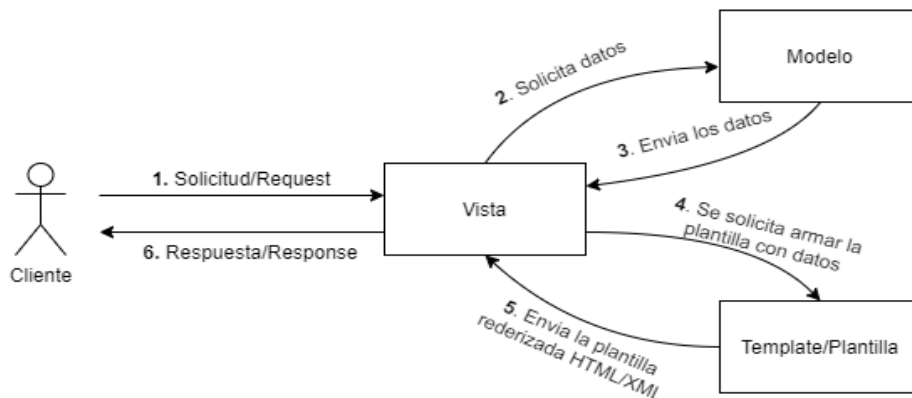 Modelo
2. Solicita datos
3. Envia los datos
1. Solicitud/Request
Vista
4. Se solicita armar la
plantilla con datos
6. Respuesta/Response
Cliente
5. Envia la plantilla
rederizada HTML/XML
Template/Plantilla